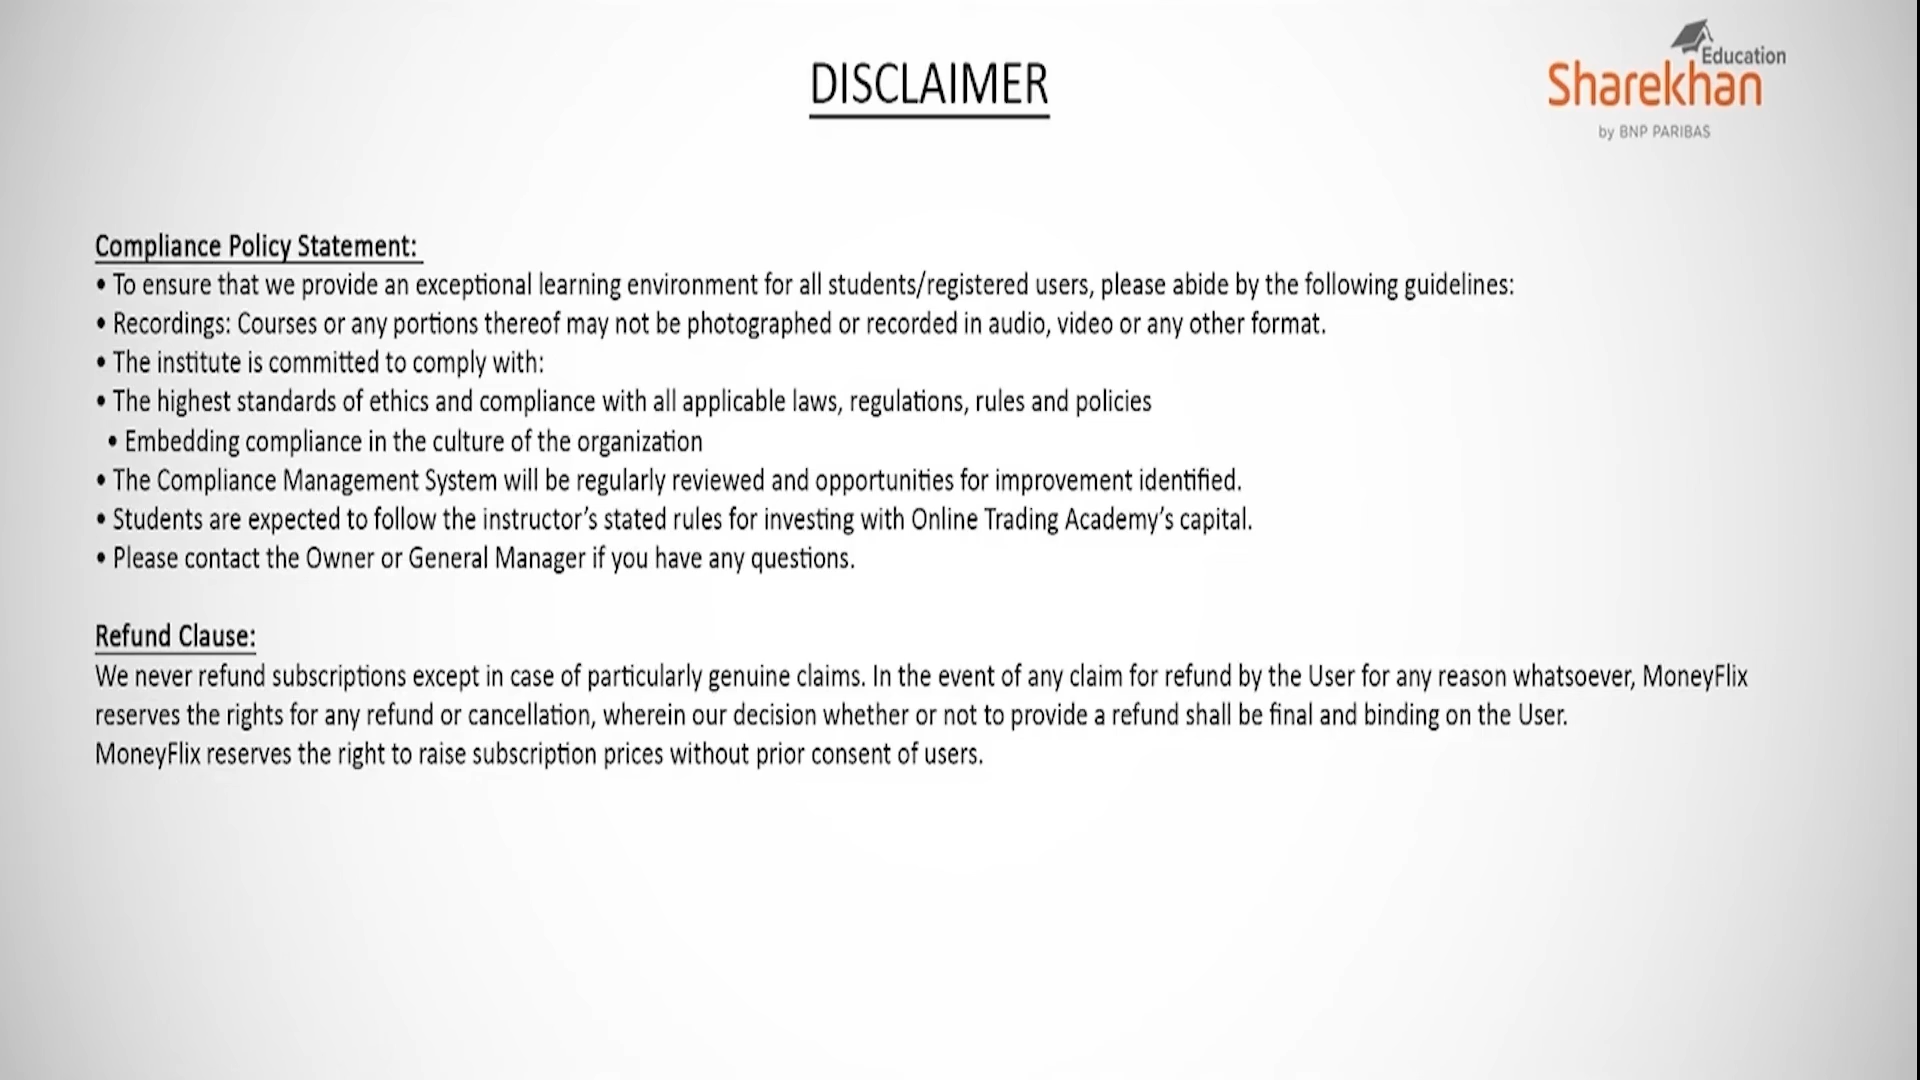 DISCLAIMER
Education
Sharekhan
by BNP PARIBAS
Compliance Policy Statement:
• To ensure that we provide an exceptional learning environment for all students/registered users, please abide by the following guidelines:
• Recordings: Courses or any portions thereof may not be photographed or recorded in audio, video or any other format.
• The institute is committed to comply with:
• The highest standards of ethics and compliance with all applicable laws, regulations, rules and policies
• Embedding compliance in the culture of the organization
• The Compliance Management System will be regularly reviewed and opportunities for improvement identified.
• Students are expected to follow the instructor’s stated rules for investing with Online Trading Academy’s capital.
• Please contact the Owner or General Manager if you have any questions.
Refund Clause:
We never refund subscriptions except in case of particularly genuine claims. In the event of any claim for refund by the User for any reason whatsoever, MoneyFlix
reserves the rights for any refund or cancellation, wherein our decision whether or not to provide a refund shall be final and binding on the User.
MoneyFlix reserves the right to raise subscription prices without prior consent of users.